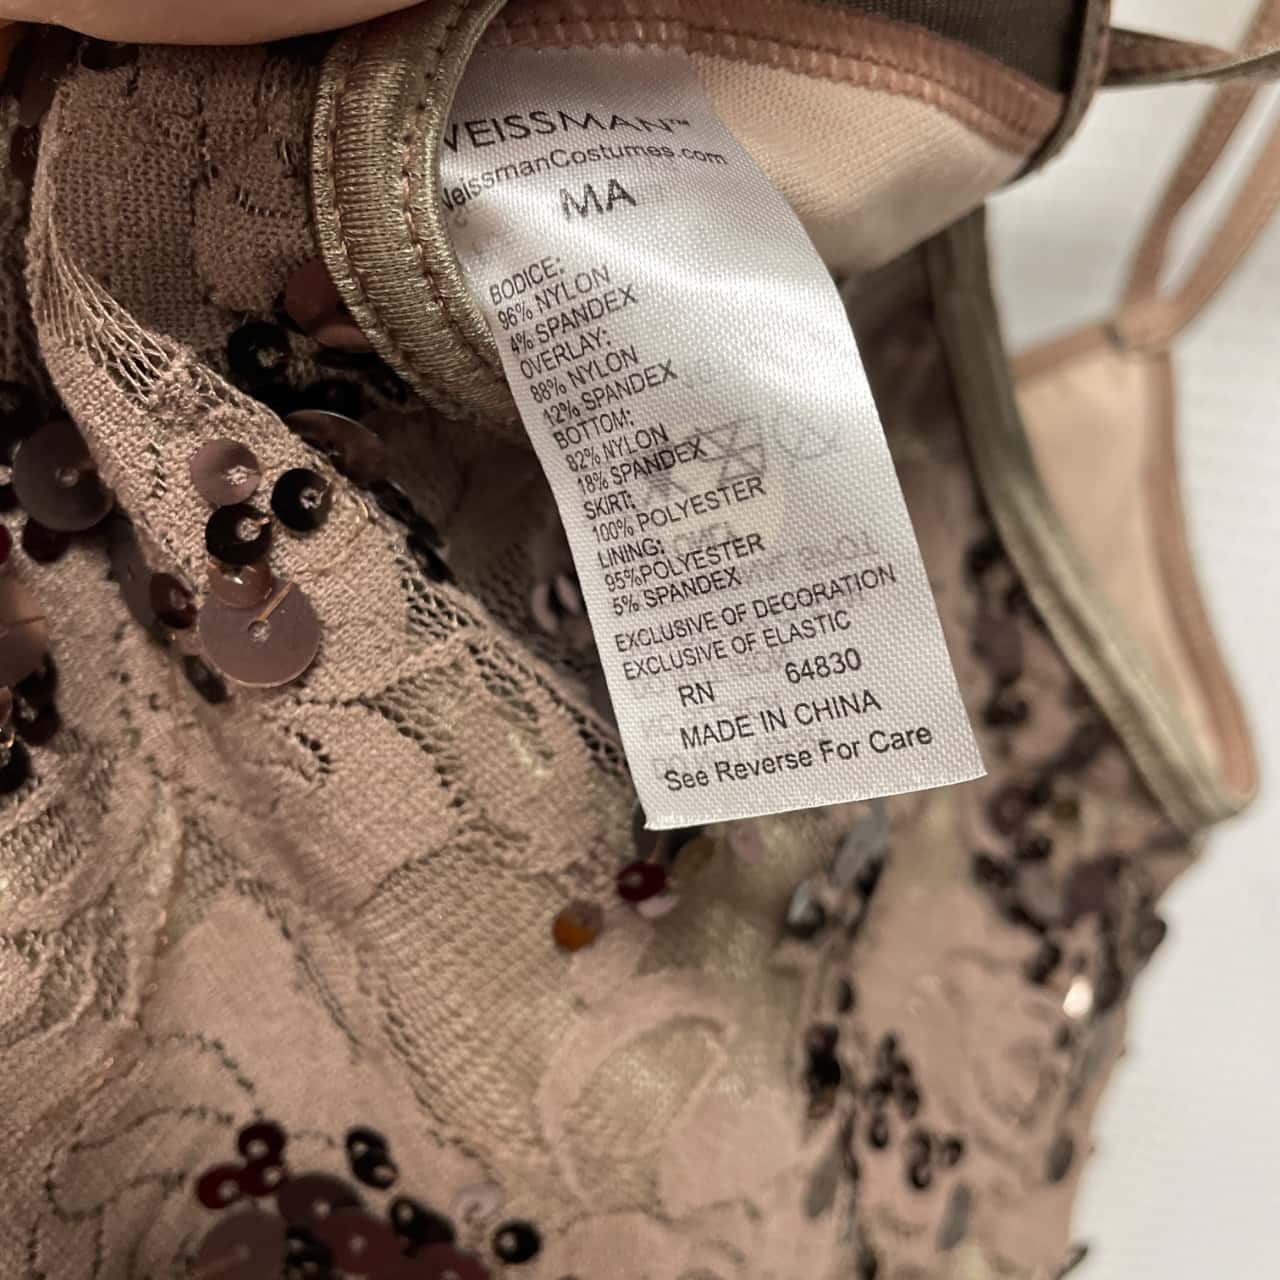 WEISSMAN™
WeissmanCostumes.com
MA
BODICE:
96% NYLON
4% SPANDEX
OVERLAY:
88% NYLON
12% SPANDEX
BOTTOM:
82% NYLON
18% SPANDEX
SKIRT:
100% POLYESTER
LINING:
95%POLYESTER
5% SPANDEX
EXCLUSIVE OF DECORATION
EXCLUSIVE OF ELASTIC
RN 64830
MADE IN CHINA
See Reverse For Care